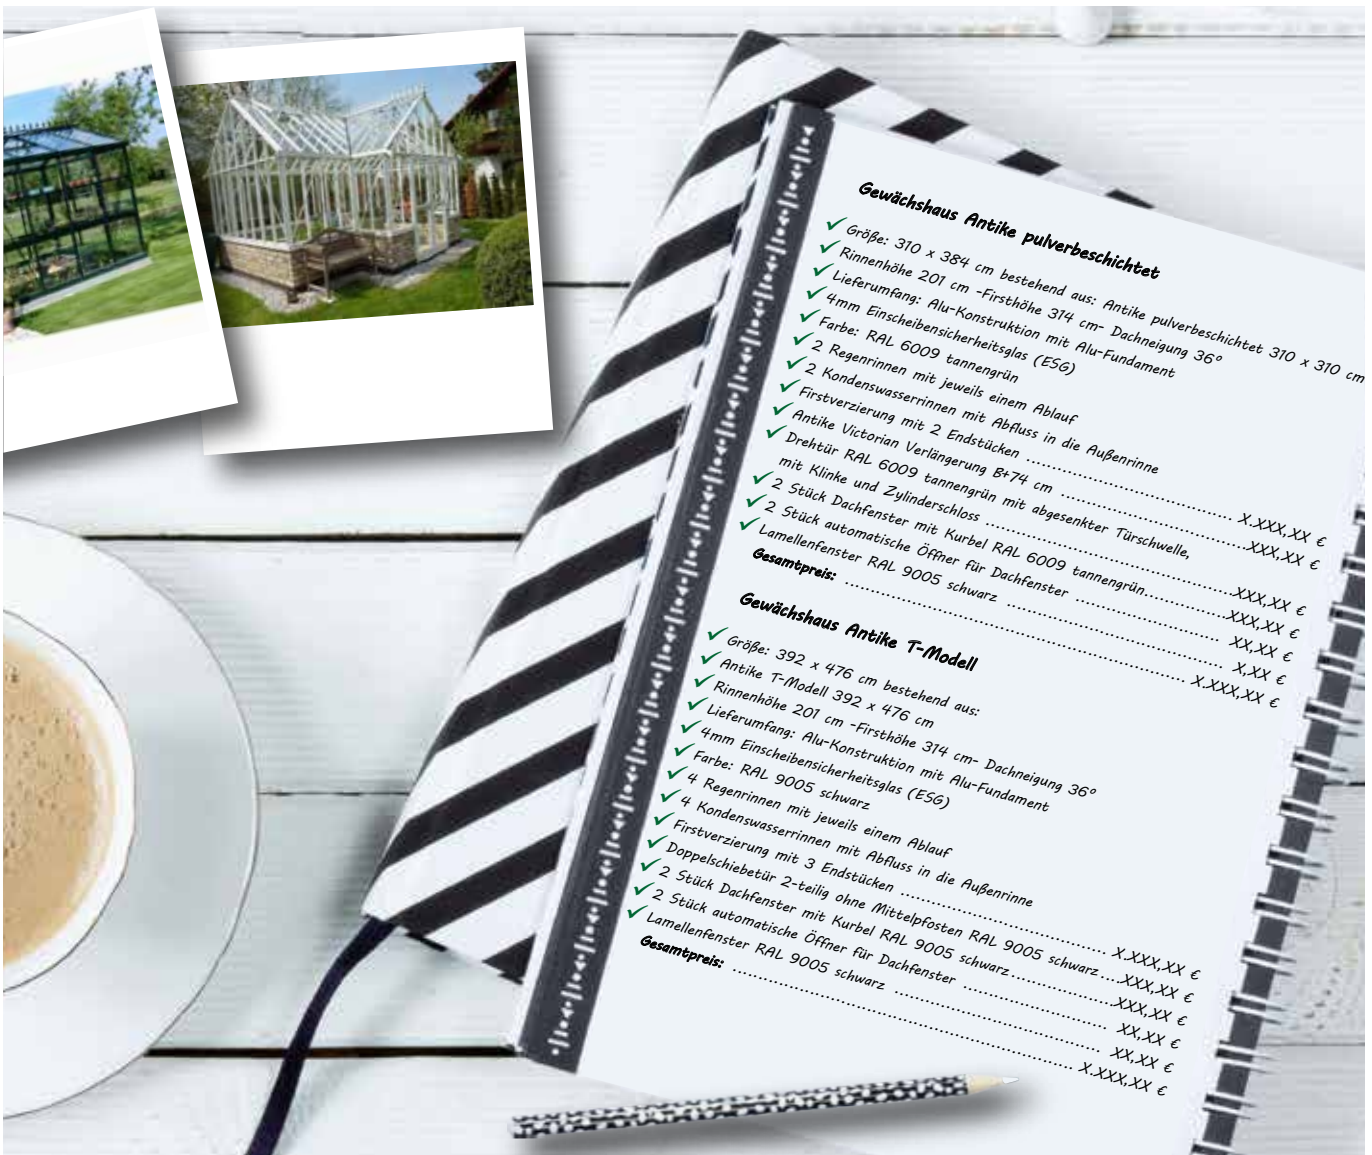 Gewächshaus Antike pulverbeschichtet
Größe: 310 x 384 cm bestehend aus: Antike pulverbeschichtet 310 x 310 cm
Rinnenhöhe 201 cm -Firsthöhe 314 cm- Dachneigung 36°
Lieferumfang: Alu-Konstruktion mit Alu-Fundament
4mm Einscheibensicherheitsglas (ESG)
Farbe: RAL 6009 tannengrün
2 Regenrinnen mit jeweils einem Ablauf
2 Kondenswasserrinnen mit Abfluss in die Außenrinne
Firstverzierung mit 2 Endstücken ........................................ X.XXX,XX €
Antike Victorian Verlängerung B+74 cm ....................................XXX,XX €
Drehtür RAL 6009 tannengrün mit abgesenkter Türschwelle,
mit Klinke und Zylinderschloss ................................................XXX,XX €
2 Stück Dachfenster mit Kurbel RAL 6009 tannengrün................XXX,XX €
2 Stück automatische Öffner für Dachfenster ............................ XX,XX €
Lamellenfenster RAL 9005 schwarz .......................................... X,XX €
Gesamtpreis: ................................................................. X.XXX,XX €
Gewächshaus Antike T-Modell
Größe: 392 x 476 cm bestehend aus:
Antike T-Modell 392 x 476 cm
Rinnenhöhe 201 cm -Firsthöhe 314 cm- Dachneigung 36°
Lieferumfang: Alu-Konstruktion mit Alu-Fundament
4mm Einscheibensicherheitsglas (ESG)
Farbe: RAL 9005 schwarz
4 Regenrinnen mit jeweils einem Ablauf
4 Kondenswasserrinnen mit Abfluss in die Außenrinne
Firstverzierung mit 3 Endstücken ........................................ X.XXX,XX €
Doppelschiebetür 2-teilig ohne Mittelpfosten RAL 9005 schwarz....XXX,XX €
2 Stück Dachfenster mit Kurbel RAL 9005 schwarz....................XXX,XX €
2 Stück automatische Öffner für Dachfenster ............................ XX,XX €
Lamellenfenster RAL 9005 schwarz .......................................... XX,XX €
Gesamtpreis: ................................................................. X.XXX,XX €